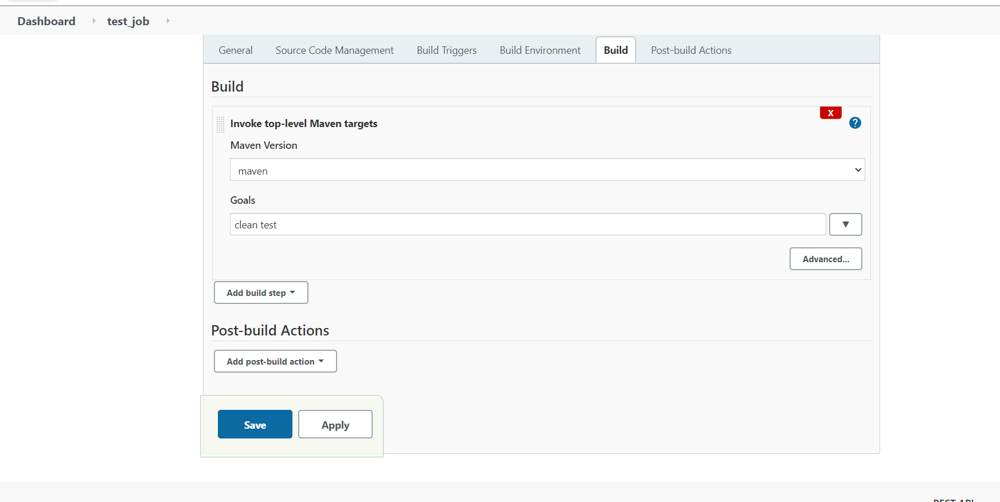 Dashboard test_job
General Source Code Management Build Triggers Build Environment Build Post-build Actions
Build
X
Invoke top-level Maven targets ?
Maven Version
maven
Goals
clean test
Advanced...
Add build step
Post-build Actions
Add post-build action
Save Apply
REST API